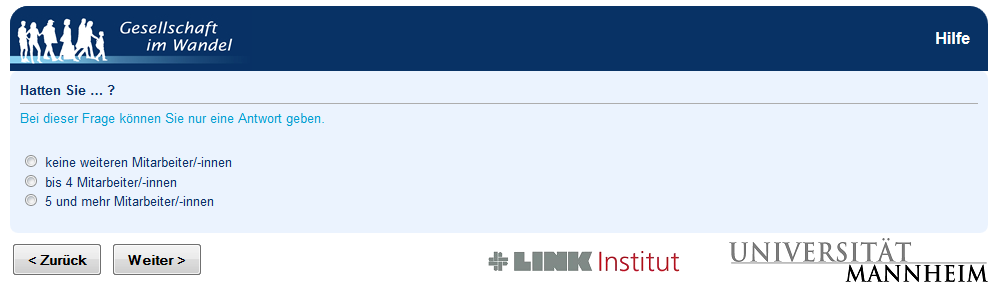 Gesellschaft
im Wandel
Hilfe
Hatten Sie ... ?
Bei dieser Frage können Sie nur eine Antwort geben.
keine weiteren Mitarbeiter/-innen
bis 4 Mitarbeiter/-innen
5 und mehr Mitarbeiter/-innen
< Zurück
Weiter >
LINK Institut
UNIVERSITÄT
MANNHEIM